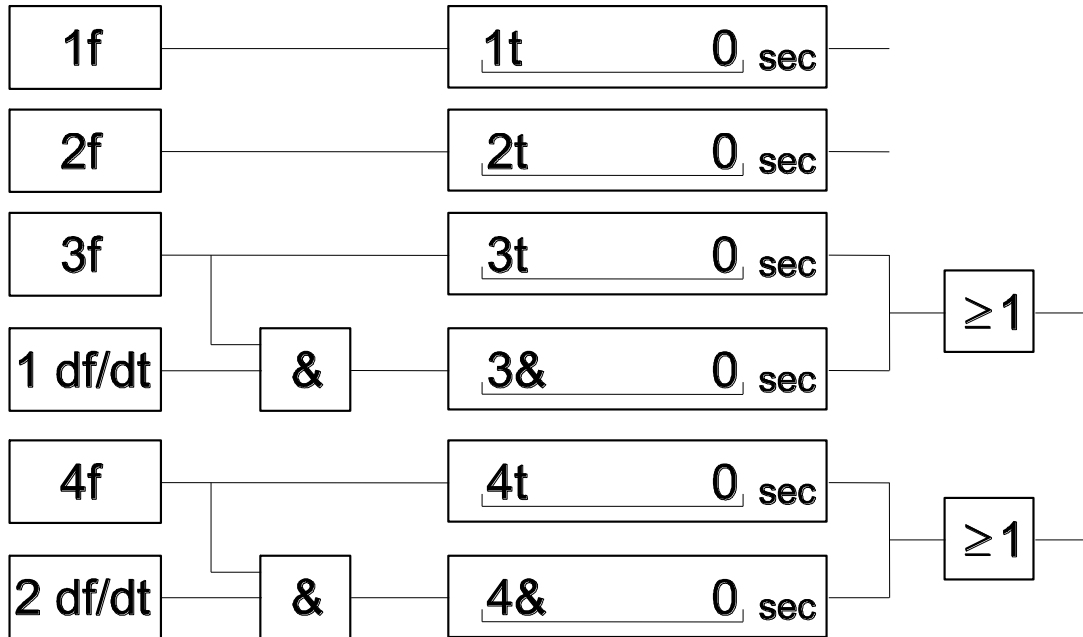 1f 1t 0 sec
2f 2t 0 sec
3f 3t 0 sec
≥1
1 df/dt & 3& 0 sec
4f 4t 0 sec
≥1
2 df/dt & 4& 0 sec